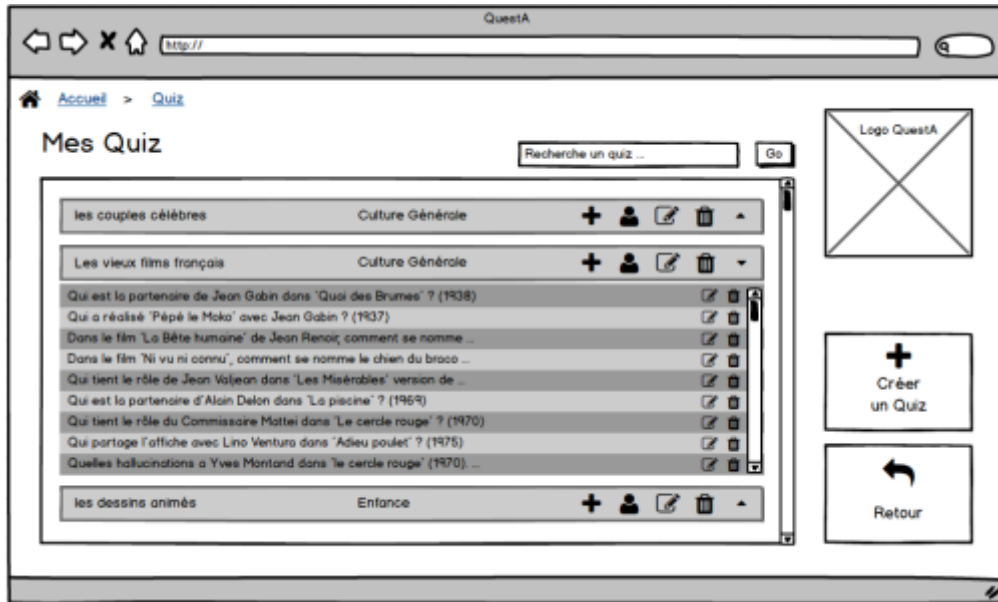 QuestA
http://
Accueil > Quiz
Mes Quiz
Recherche un quiz ...
Go
Logo QuestA
les couples célèbres Culture Générale
Les vieux films français Culture Générale
Qui est la partenaire de Jean Gabin dans 'Quai des Brumes' ? (1938)
Qui a réalisé 'Pépé le Moko' avec Jean Gabin ? (1937)
Dans le film 'La Bête humaine' de Jean Renoir, comment se nomme ...
Dans le film 'Ni vu ni connu', comment se nomme le chien du braco ...
Qui tient le rôle de Jean Valjean dans 'Les Misérables' version de ...
Qui est la partenaire d'Alain Delon dans 'La piscine' ? (1969)
Qui tient le rôle du Commissaire Mattei dans 'Le cercle rouge' ? (1970)
Qui partage l'affiche avec Lino Ventura dans 'Adieu poulet' ? (1975)
Quelles hallucinations a Yves Montand dans 'le cercle rouge' (1970). ...
les dessins animés Enfance
Créer
un Quiz
Retour